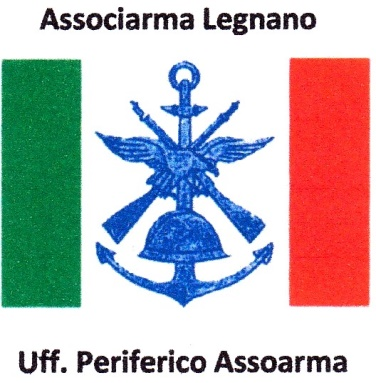 Associarma Legnano
Uff. Periferico Assoarma